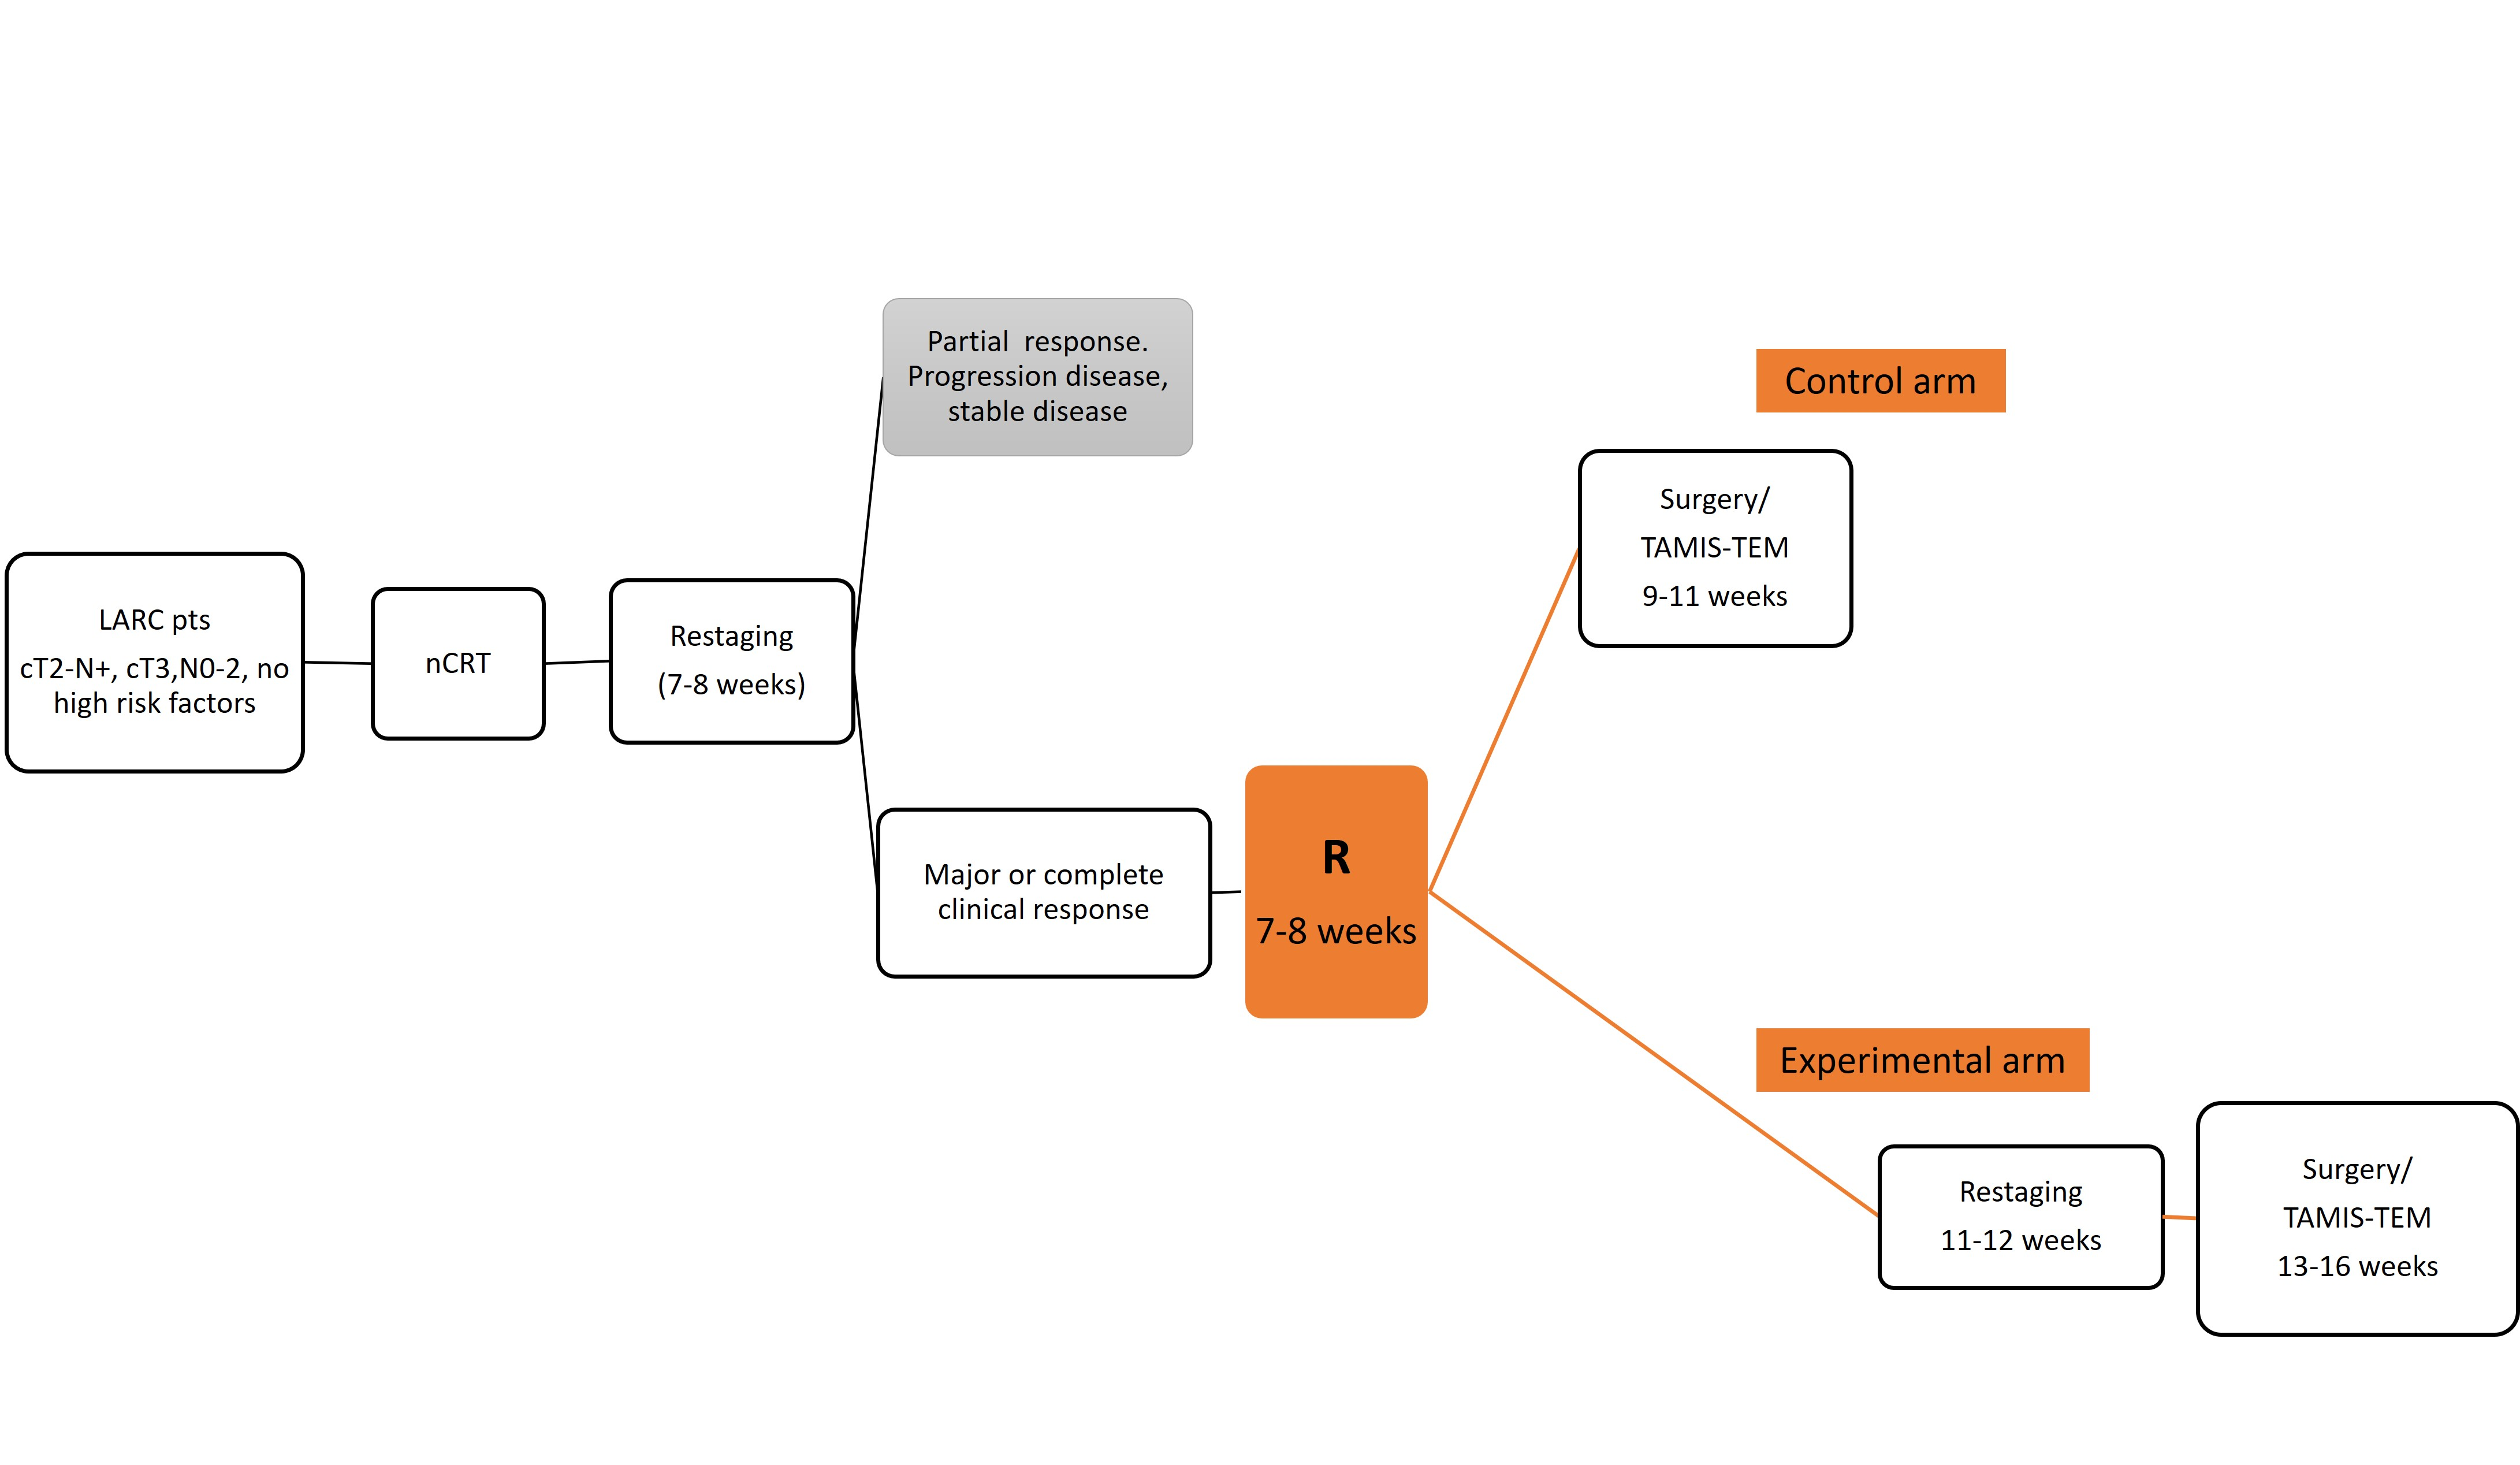 LARC pts
cT2-N+, cT3,N0-2, no
high risk factors
nCRT
Restaging
(7-8 weeks)
Partial  response.
Progression disease,
stable disease
Major or complete
clinical response
R
7-8 weeks
Control arm
Surgery/
TAMIS-TEM
9-11 weeks
Experimental arm
Restaging
11-12 weeks
Surgery/
TAMIS-TEM
13-16 weeks